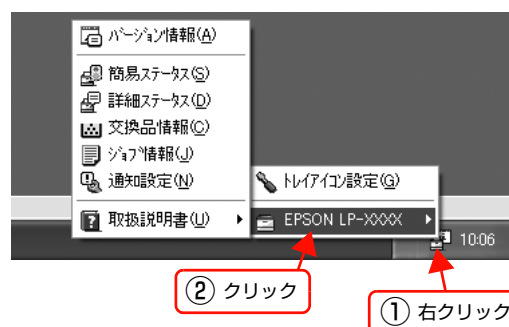 バージョン情報(A)
簡易ステータス(S)
詳細ステータス(D)
交換品情報(C)
ジョブ情報(J)
通知設定(N)
取扱説明書(U)
トレイアイコン設定(G)
EPSON LP-XXXX
10:06
② クリック
① 右クリック